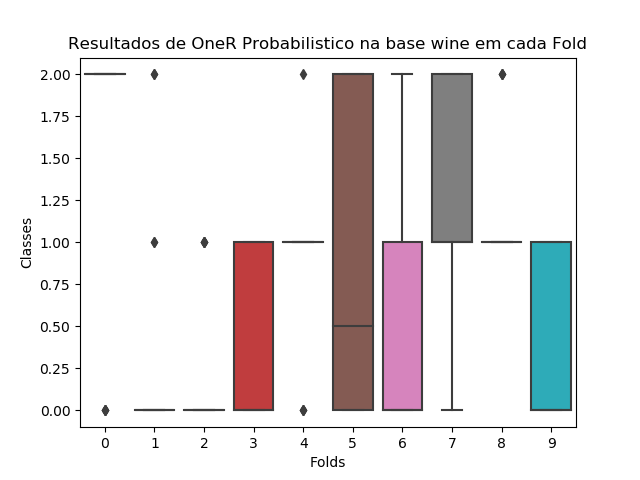 Resultados de OneR Probabilistico na base wine em cada Fold
2.00
1.75
1.50
1.25
1.00
0.75
0.50
0.25
0.00
Classes
0 1 2 3 4 5 6 7 8 9
Folds